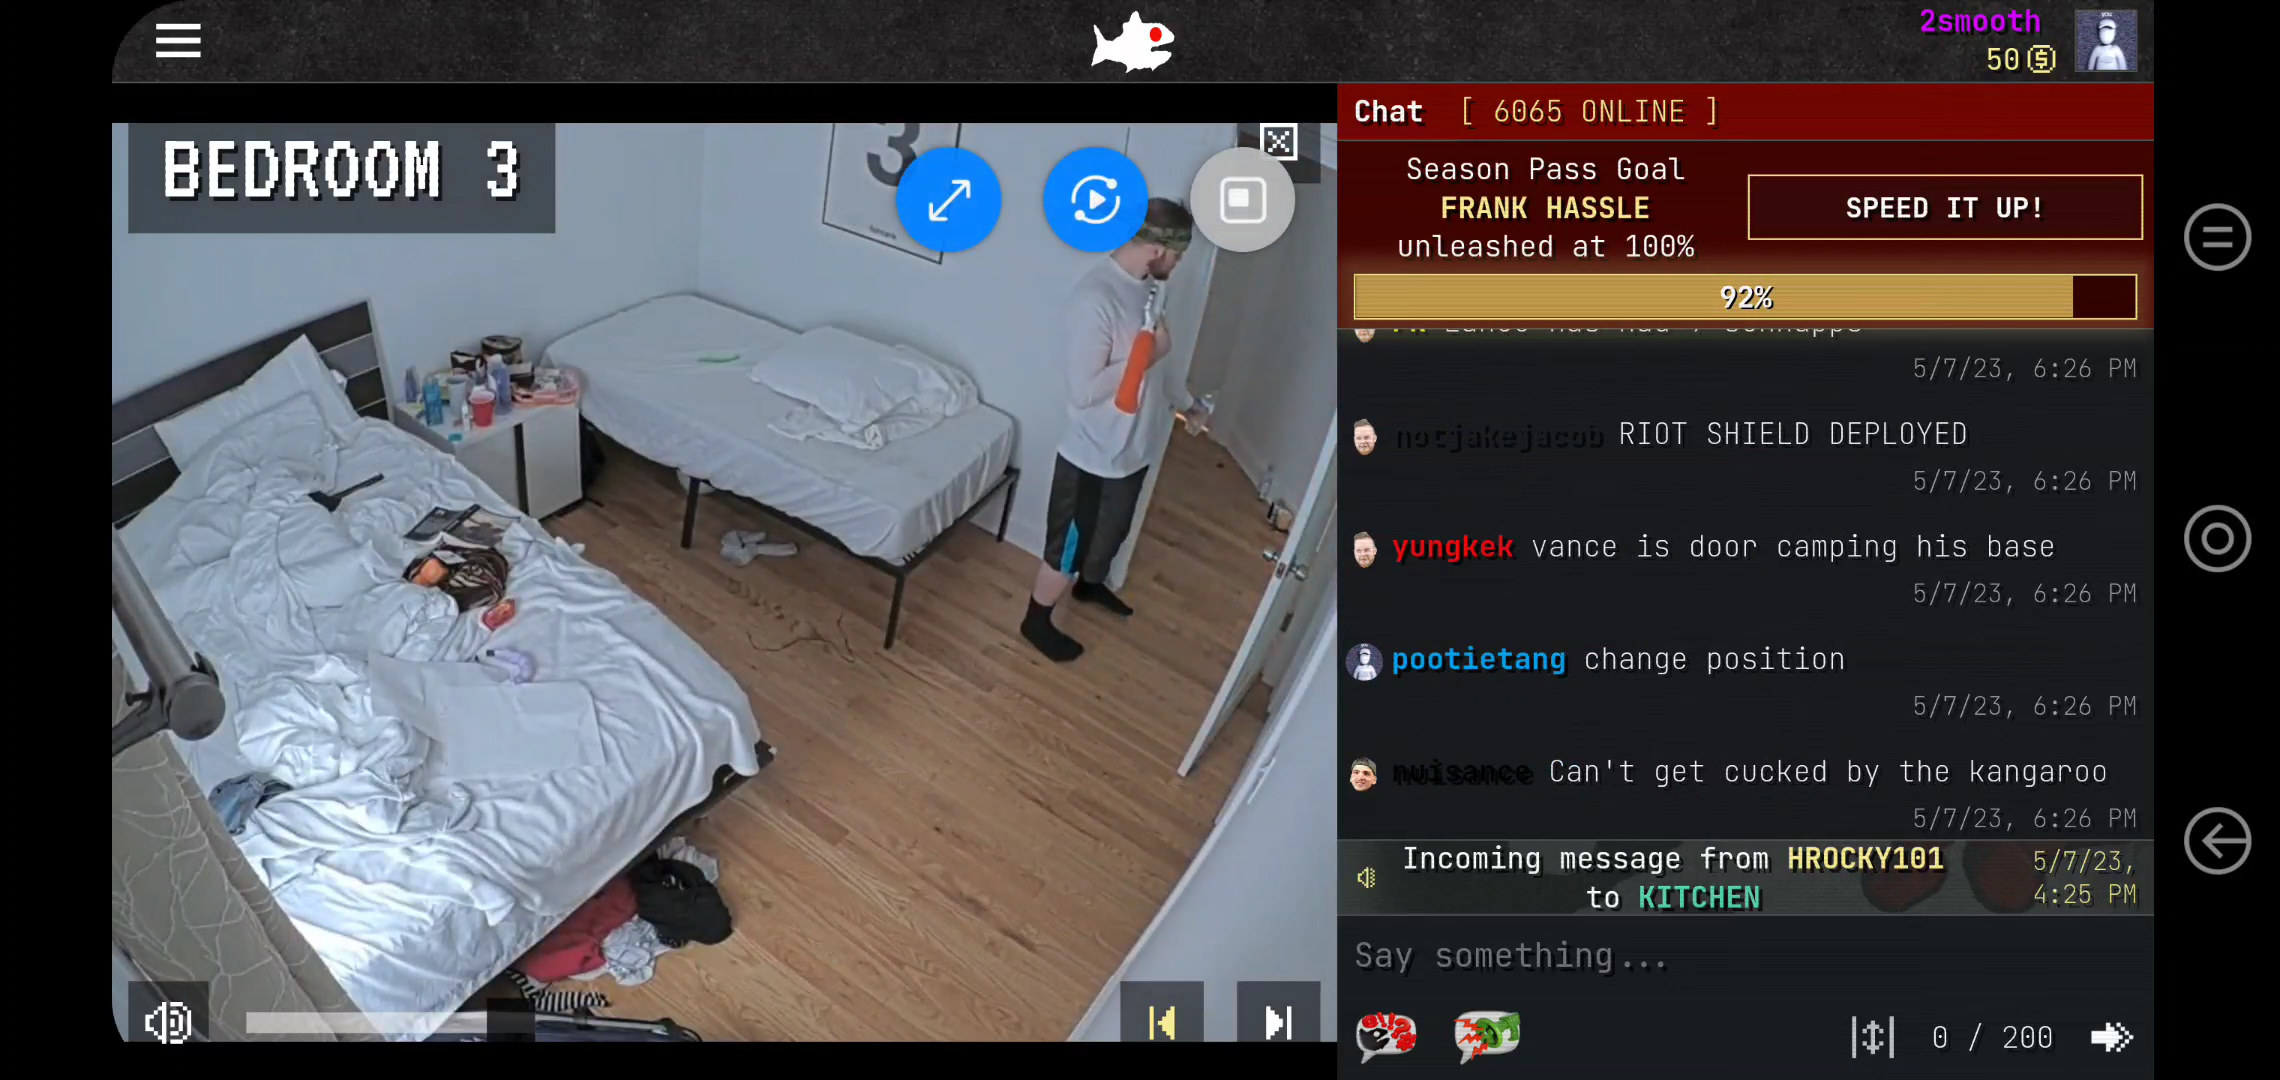 2smooth
50
BEDROOM 3
3
Chat [ 6065 ONLINE ]
Season Pass Goal
FRANK HASSLE
unleashed at 100%
SPEED IT UP!
92%
5/7/23, 6:26 PM
notjakejacob RIOT SHIELD DEPLOYED
5/7/23, 6:26 PM
yungkek vance is door camping his base
5/7/23, 6:26 PM
pootietang change position
5/7/23, 6:26 PM
nuisance Can't get cucked by the kangaroo
5/7/23, 6:26 PM
Incoming message from HROCKY101
to KITCHEN
5/7/23,
4:25 PM
Say something...
0 / 200